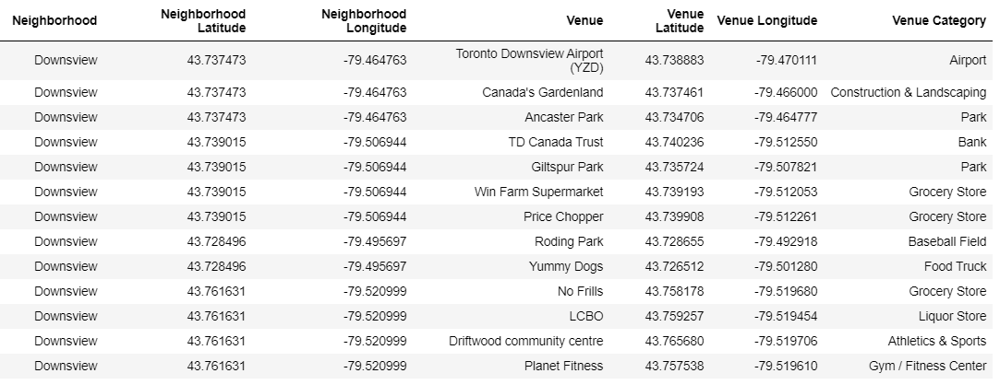 Neighborhood Neighborhood Latitude Neighborhood Longitude Venue Venue Latitude Venue Longitude Venue Category
Downsview 43.737473 -79.464763 Toronto Downsview Airport (YZD) 43.738883 -79.470111 Airport
Downsview 43.737473 -79.464763 Canada's Gardenland 43.737461 -79.466000 Construction & Landscaping
Downsview 43.737473 -79.464763 Ancaster Park 43.734706 -79.464777 Park
Downsview 43.739015 -79.506944 TD Canada Trust 43.740236 -79.512550 Bank
Downsview 43.739015 -79.506944 Giltspur Park 43.735724 -79.507821 Park
Downsview 43.739015 -79.506944 Win Farm Supermarket 43.739193 -79.512053 Grocery Store
Downsview 43.739015 -79.506944 Price Chopper 43.739908 -79.512261 Grocery Store
Downsview 43.728496 -79.495697 Roding Park 43.728655 -79.492918 Baseball Field
Downsview 43.728496 -79.495697 Yummy Dogs 43.726512 -79.501280 Food Truck
Downsview 43.761631 -79.520999 No Frills 43.758178 -79.519680 Grocery Store
Downsview 43.761631 -79.520999 LCBO 43.759257 -79.519454 Liquor Store
Downsview 43.761631 -79.520999 Driftwood community centre 43.765680 -79.519706 Athletics & Sports
Downsview 43.761631 -79.520999 Planet Fitness 43.757538 -79.519610 Gym / Fitness Center